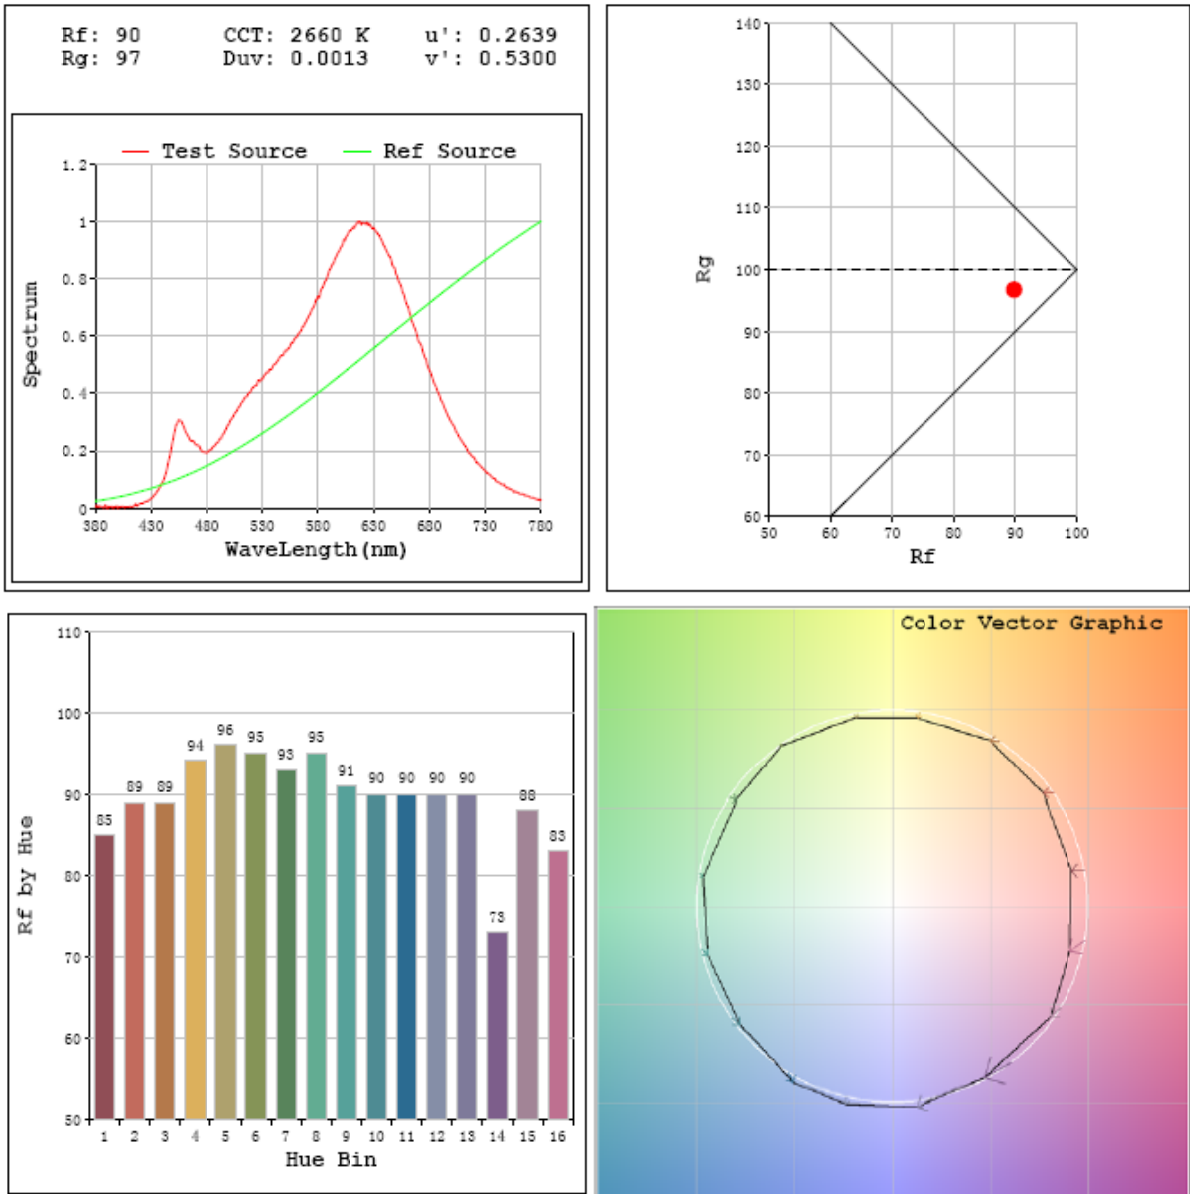 Rf: 90 CCT: 2660 K u': 0.2639
Rg: 97 Duv: 0.0013 v': 0.5300
Test Source Ref Source
1.2
1
0.8
0.6
0.4
0.2
0
Spectrum
380 430 480 530 580 630 680 730 780
WaveLength(nm)
140
130
120
110
100
90
80
70
60
Rg
50 60 70 80 90 100
Rf
110
100
90
80
70
60
50
Rf by Hue
85 89 89 94 96 95 93 95 91 90 90 90 90 73 88 83
1 2 3 4 5 6 7 8 9 10 11 12 13 14 15 16
Hue Bin
Color Vector Graphic